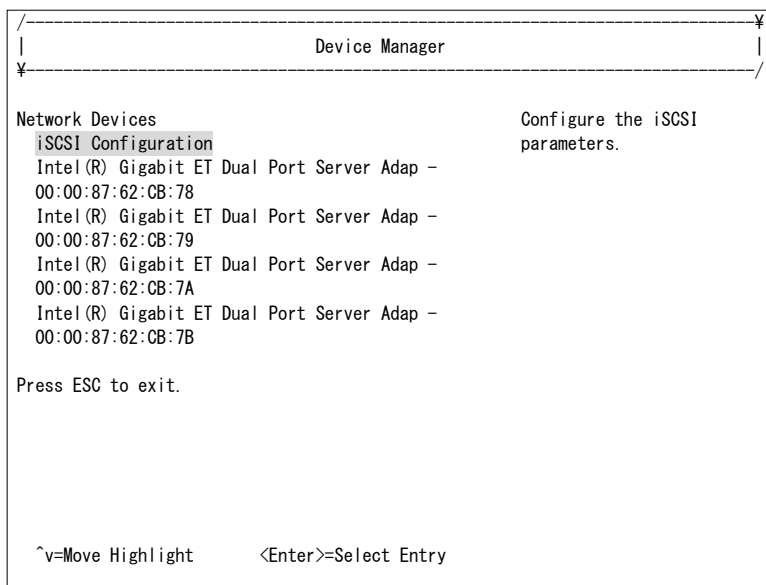 /------------------------------------------------------------------------------¥
| Device Manager |
¥------------------------------------------------------------------------------/
Network Devices
Configure the iSCSI
iSCSI Configuration
parameters.
Intel(R) Gigabit ET Dual Port Server Adap -
00:00:87:62:CB:78
Intel(R) Gigabit ET Dual Port Server Adap -
00:00:87:62:CB:79
Intel(R) Gigabit ET Dual Port Server Adap -
00:00:87:62:CB:7A
Intel(R) Gigabit ET Dual Port Server Adap -
00:00:87:62:CB:7B
Press ESC to exit.
^v=Move Highlight <Enter>=Select Entry